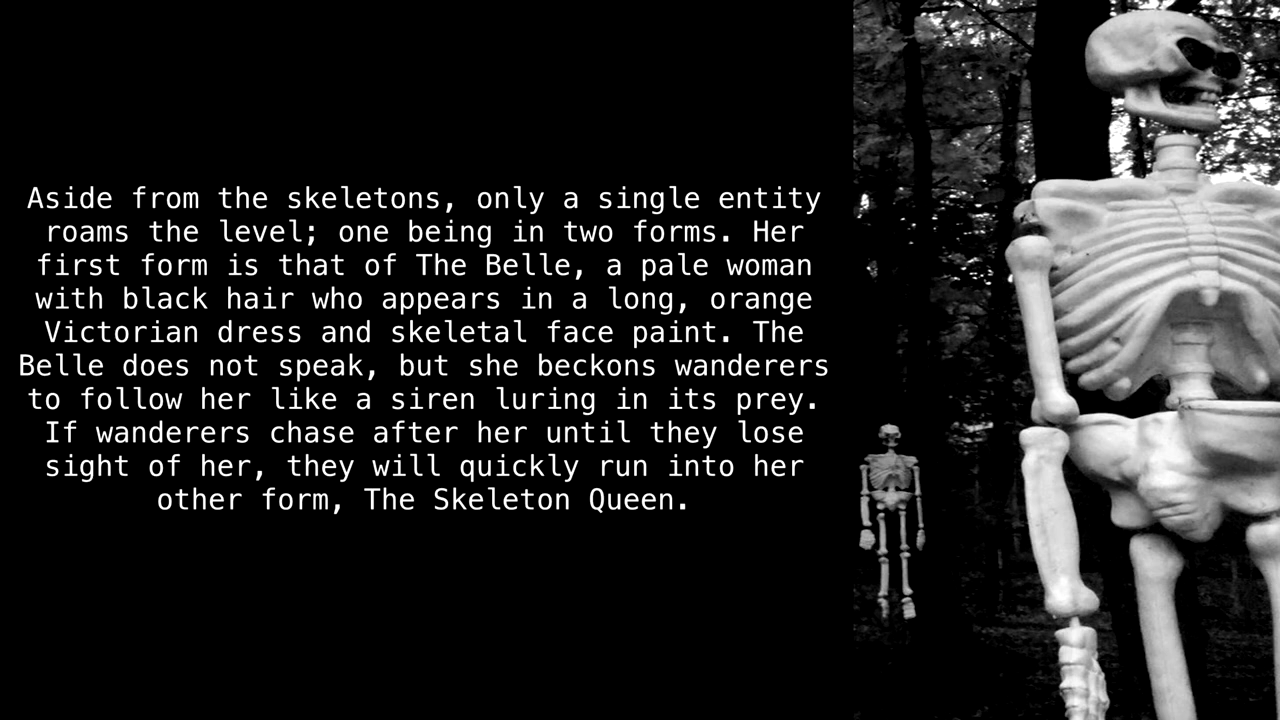 Aside from the skeletons, only a single entity
roams the level; one being in two forms. Her
first form is that of The Belle, a pale woman
with black hair who appears in a long, orange
Victorian dress and skeletal face paint. The
Belle does not speak, but she beckons wanderers
to follow her like a siren luring in its prey.
If wanderers chase after her until they lose
sight of her, they will quickly run into her
other form, The Skeleton Queen.